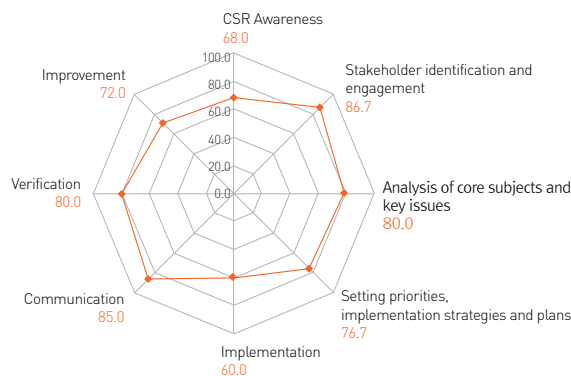 CSR Awareness
68.0
Stakeholder identification and
engagement
86.7
Analysis of core subjects and
key issues
80.0
Setting priorities,
implementation strategies and plans
76.7
Implementation
60.0
Communication
85.0
Verification
80.0
Improvement
72.0
100.0
80.0
60.0
40.0
20.0
0.0